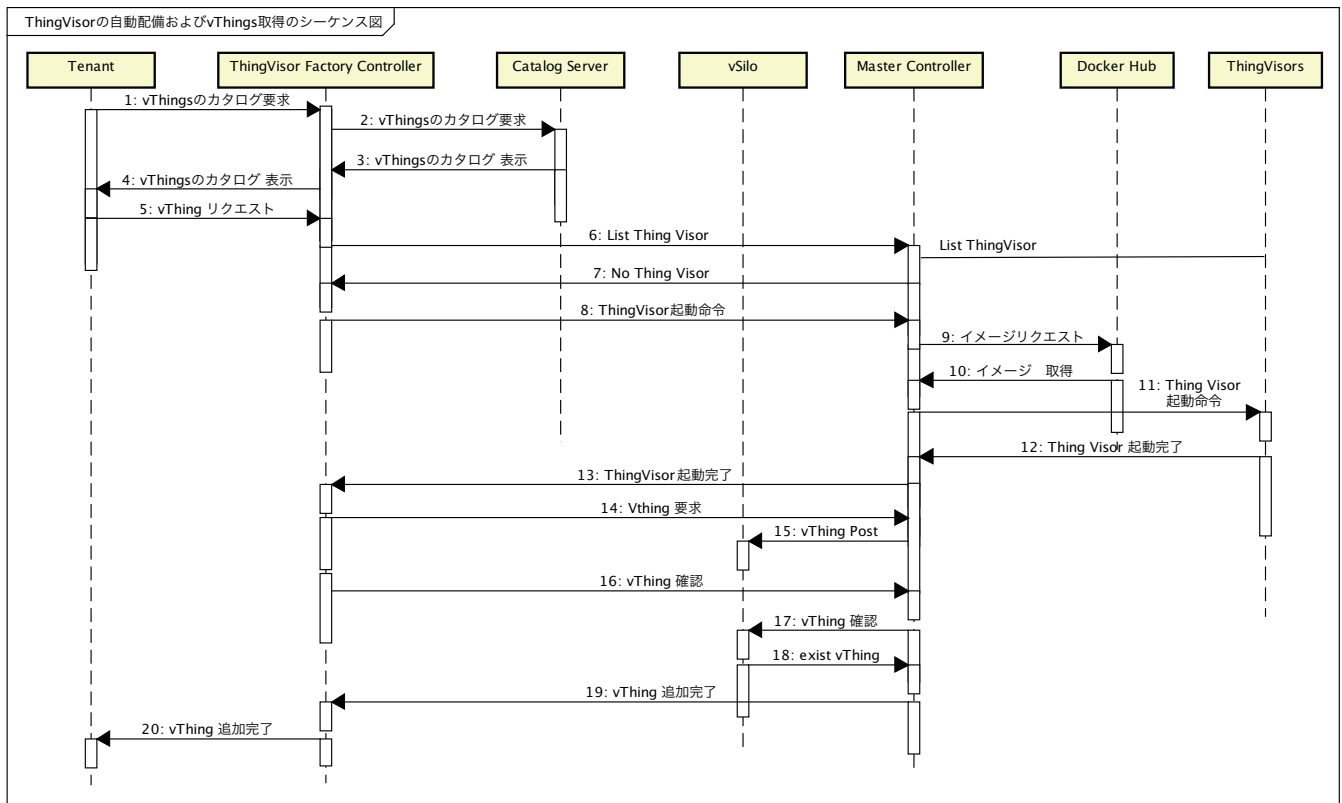 ThingVisorの自動配備およびvThings取得のシーケンス図
Tenant
ThingVisor Factory Controller
Catalog Server
vSilo
Master Controller
Docker Hub
ThingVisors
1: vThingsのカタログ要求
2: vThingsのカタログ要求
3: vThingsのカタログ 表示
4: vThingsのカタログ 表示
5: vThing リクエスト
6: List Thing Visor
List ThingVisor
7: No Thing Visor
8: ThingVisor起動命令
9: イメージリクエスト
10: イメージ　取得
11: Thing Visor
起動命令
12: Thing Visor 起動完了
13: ThingVisor起動完了
14: Vthing 要求
15: vThing Post
16: vThing 確認
17: vThing 確認
18: exist vThing
19: vThing 追加完了
20: vThing 追加完了